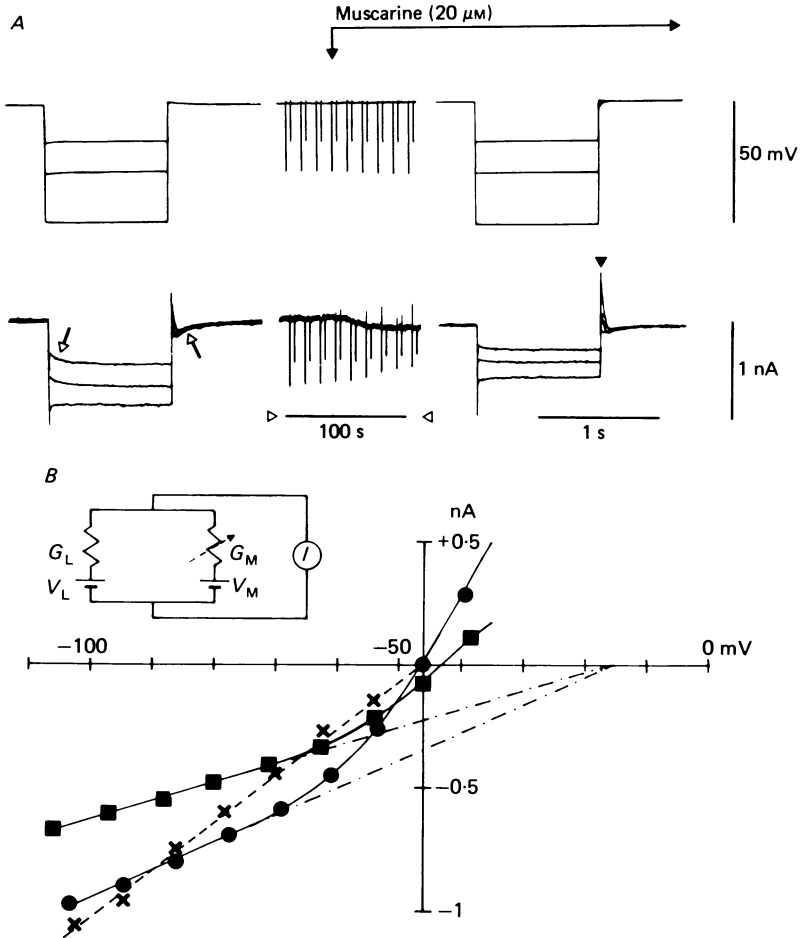 A
Muscarine (20 μM)
50 mV
1 nA
100 s
1 s
B
nA
+0·5
G_L
G_M
I
V_L
V_M
−100
−50
0 mV
−0·5
−1